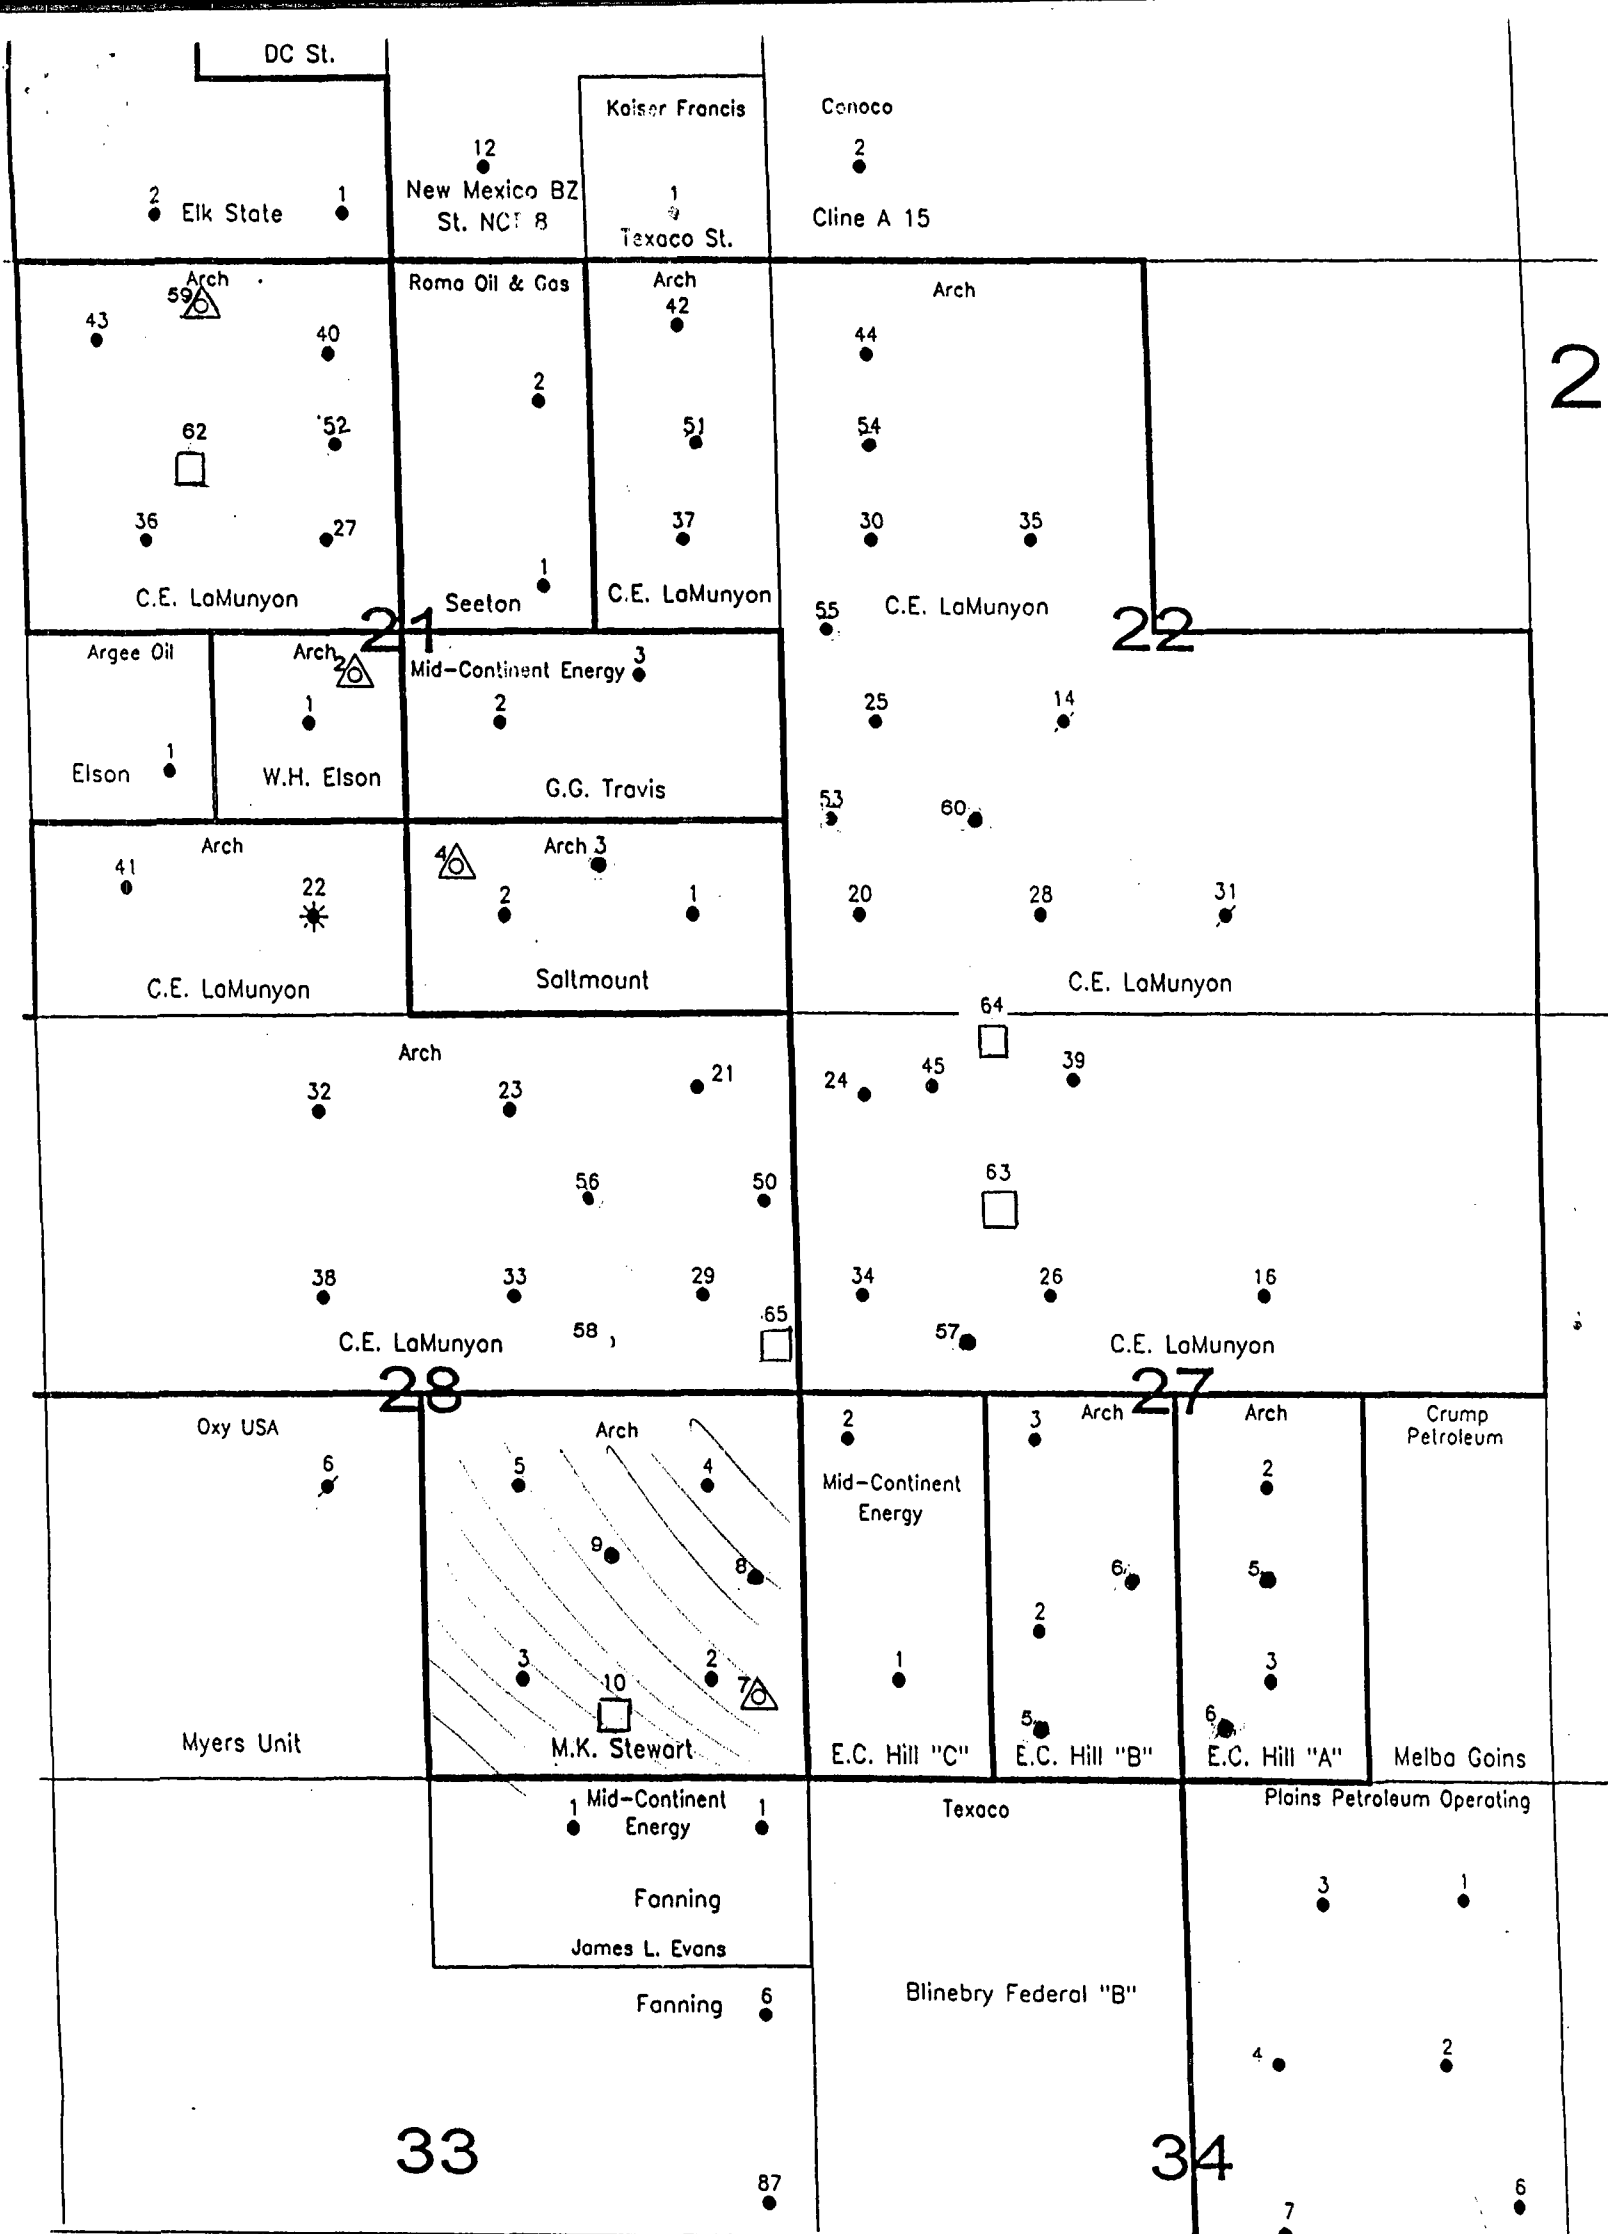 DC St.
Kaiser Francis
Conoco
12
2
New Mexico BZ
2
Elk State
1
1
St. NCT 8
Cline A 15
Texaco St.
Arch
Roma Oil & Gas
Arch
Arch
59
42
43
40
44
2
2
62
52
51
54
36
27
37
30
35
1
C.E. LaMunyon
Seeton
C.E. LaMunyon
C.E. LaMunyon
55
21
22
Argee Oil
Arch
2
Mid-Continent Energy
3
1
2
25
14
1
Elson
W.H. Elson
G.G. Travis
53
60
Arch
4
Arch
3
41
22
2
1
20
28
31
C.E. LaMunyon
Saltmount
C.E. LaMunyon
64
Arch
32
23
21
24
45
39
56
50
63
38
33
29
34
26
16
65
58
57
C.E. LaMunyon
C.E. LaMunyon
28
27
Oxy USA
Arch
2
3
Arch
Arch
Crump
Petroleum
6
5
4
Mid-Continent
Energy
2
9
8
6
5
2
3
2
1
3
10
7
5
6
Myers Unit
M.K. Stewart
E.C. Hill "C"
E.C. Hill "B"
E.C. Hill "A"
Melba Goins
1
Mid-Continent
Energy
1
Texaco
Plains Petroleum Operating
3
1
Fanning
James L. Evans
Fanning
6
Blinebry Federal "B"
4
2
33
34
87
7
6